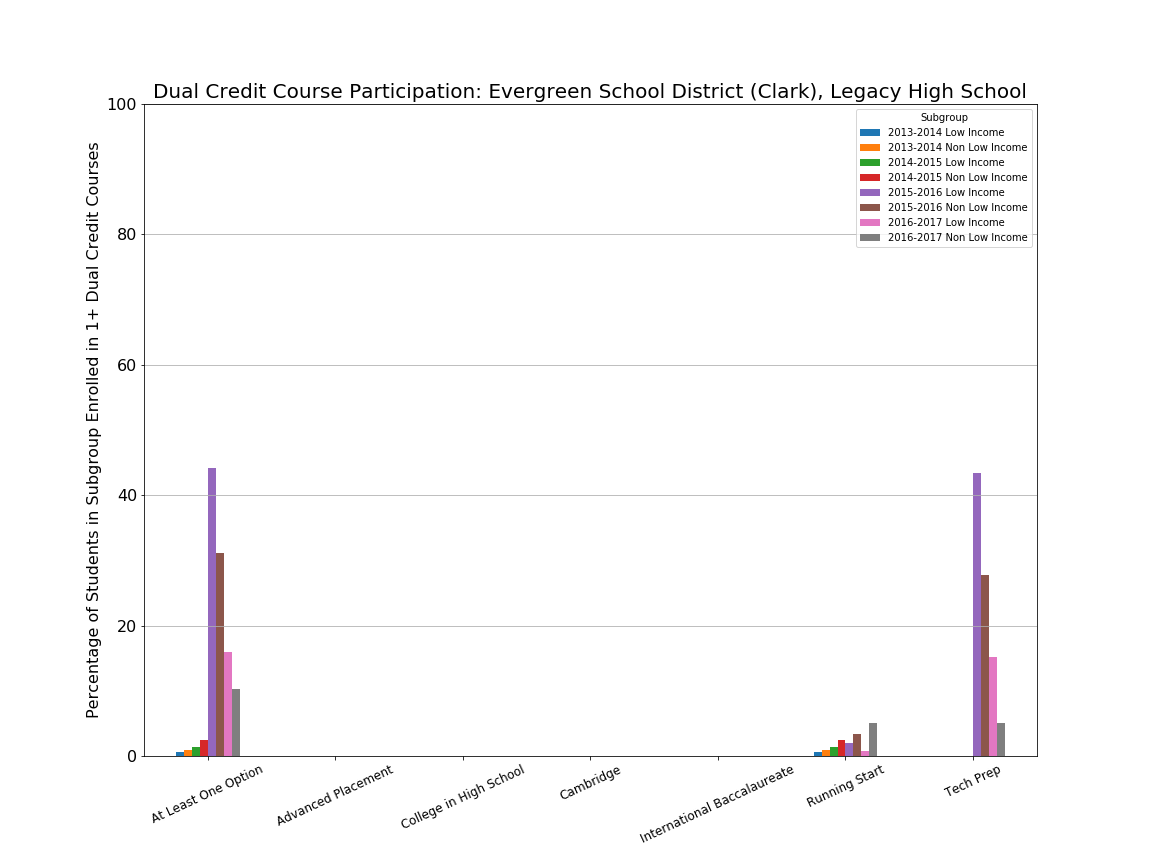 Dual Credit Course Participation: Evergreen School District (Clark), Legacy High School
Percentage of Students in Subgroup Enrolled in 1+ Dual Credit Courses
100
80
60
40
20
0
Subgroup
2013-2014 Low Income
2013-2014 Non Low Income
2014-2015 Low Income
2014-2015 Non Low Income
2015-2016 Low Income
2015-2016 Non Low Income
2016-2017 Low Income
2016-2017 Non Low Income
At Least One Option
Advanced Placement
College in High School
Cambridge
International Baccalaureate
Running Start
Tech Prep